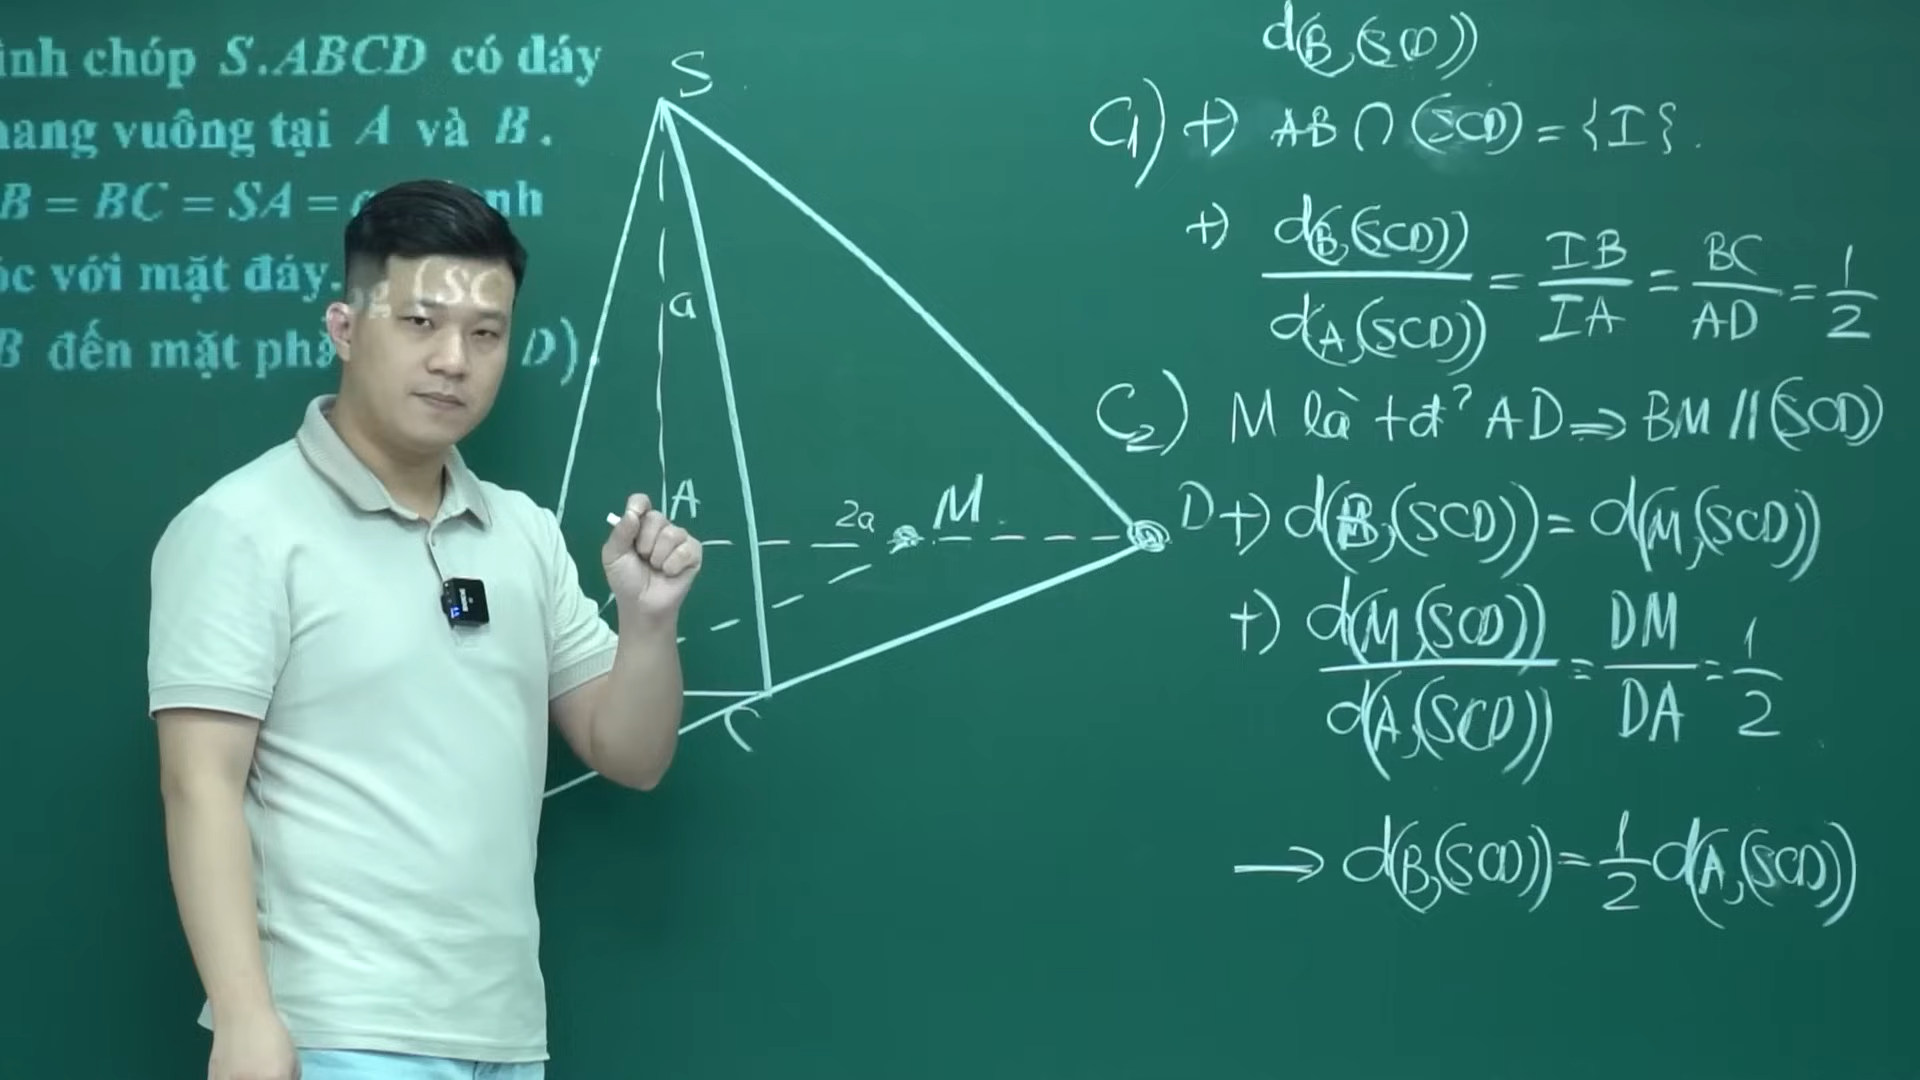 ình chóp S.ABCD có đáy
hang vuông tại A và B.
B = BC = SA =
óc với mặt đáy.
(SC
B đến mặt ph
D)
S
a
A
2a
M
D
C
d(B,(SCD))
C1) +) AB ∩ (SCD) = {I}.
+) d(B,(SCD)) / d(A,(SCD)) = IB / IA = BC / AD = 1/2
C2) M là tđ? AD ⇒ BM // (SCD)
+) d(B,(SCD)) = d(M,(SCD))
+) d(M,(SCD)) / d(A,(SCD)) = DM / DA = 1/2
→ d(B,(SCD)) = 1/2 d(A,(SCD))